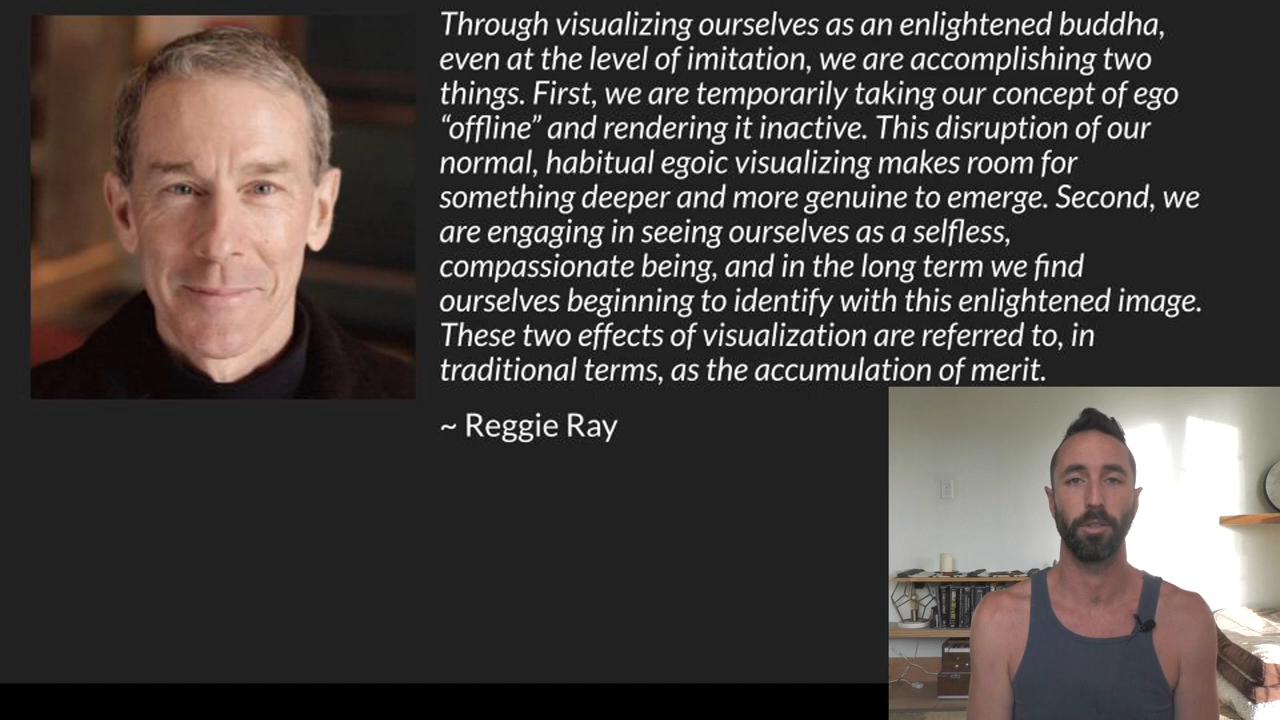 Through visualizing ourselves as an enlightened buddha,
even at the level of imitation, we are accomplishing two
things. First, we are temporarily taking our concept of ego
“offline” and rendering it inactive. This disruption of our
normal, habitual egoic visualizing makes room for
something deeper and more genuine to emerge. Second, we
are engaging in seeing ourselves as a selfless,
compassionate being, and in the long term we find
ourselves beginning to identify with this enlightened image.
These two effects of visualization are referred to, in
traditional terms, as the accumulation of merit.
~ Reggie Ray